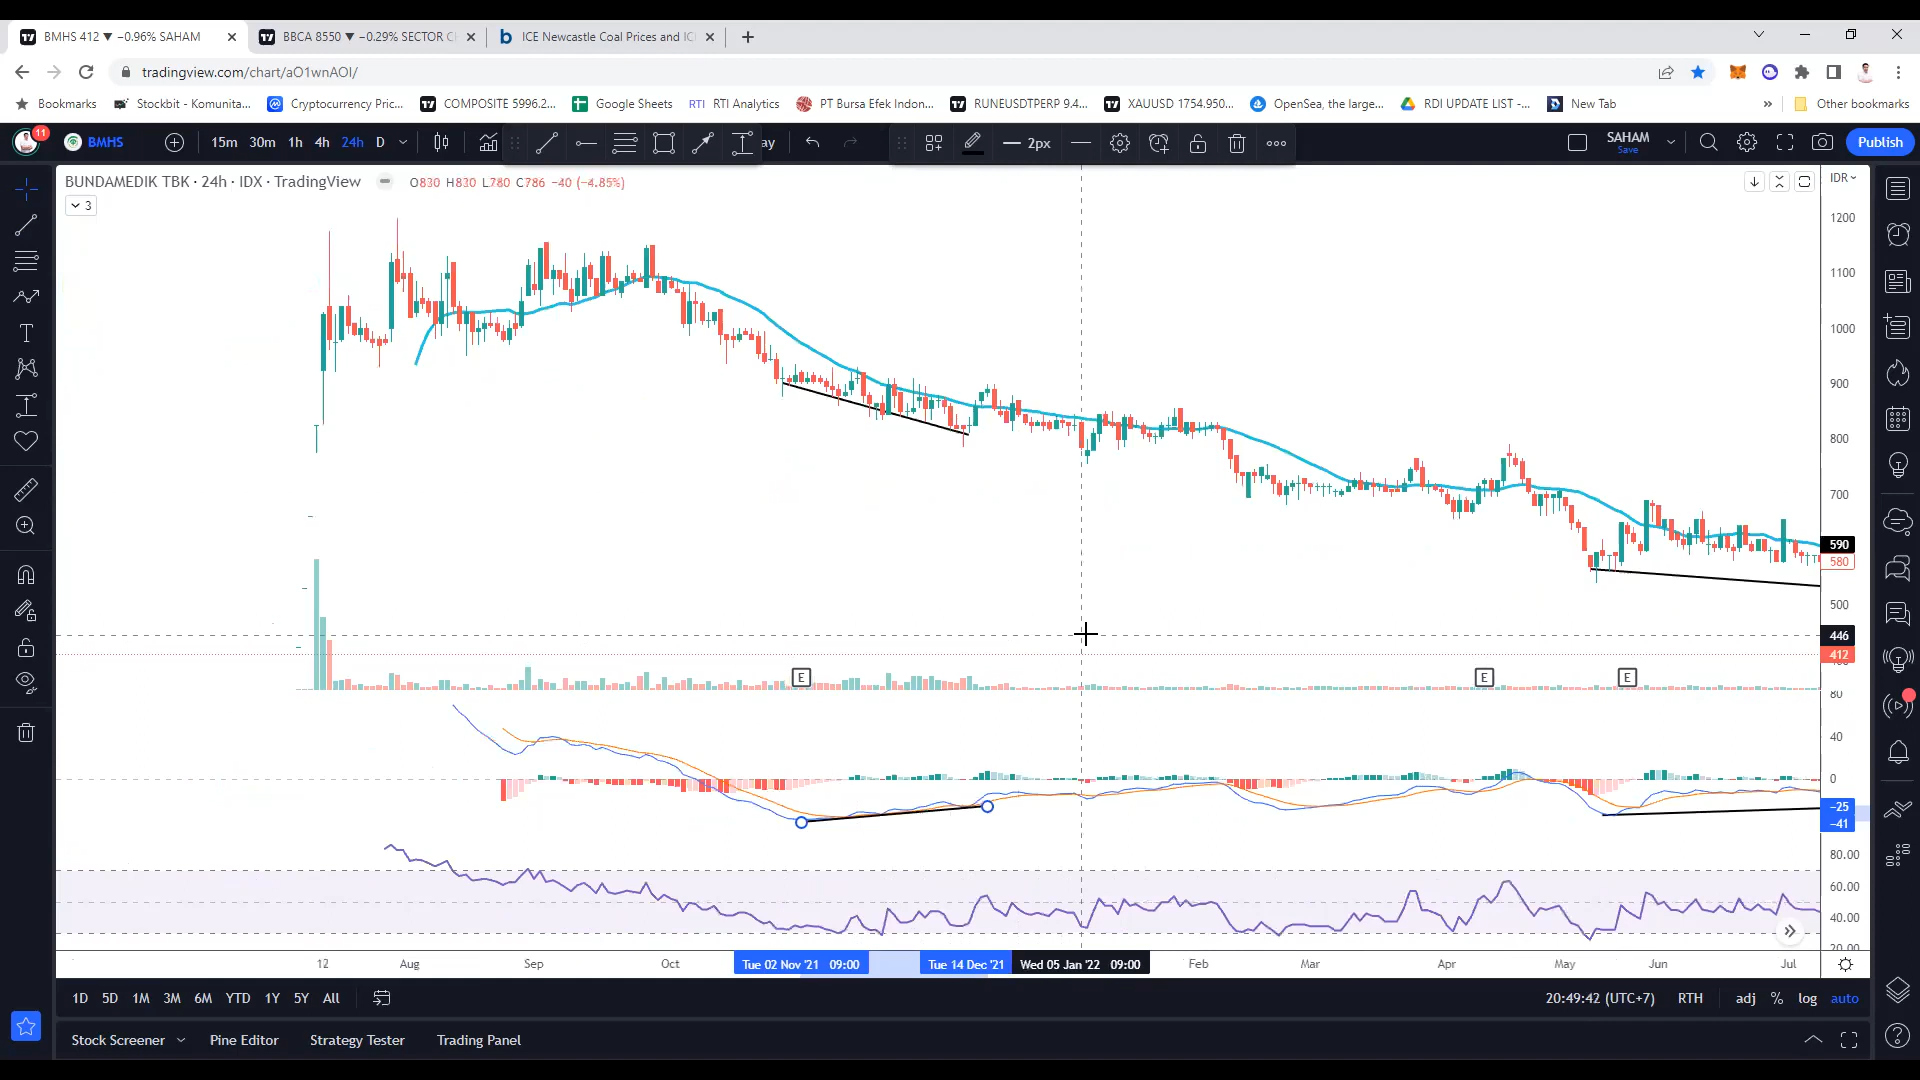 BMHS 412 ▼ −0.96% SAHAM
BBCA 8550 ▼ −0.29% SECTOR
ICE Newcastle Coal Prices and
tradingview.com/chart/aO1wnAOI/
Bookmarks
Stockbit - Komunita...
Cryptocurrency Pric...
COMPOSITE 5996.2...
Google Sheets
RTI RTI Analytics
PT Bursa Efek Indon...
RUNEUSDTPERP 9.4...
XAUUSD 1754.950...
OpenSea, the large...
RDI UPDATE LIST -...
New Tab
»
Other bookmarks
11
BMHS
15m 30m 1h 4h 24h D
ay
2px
SAHAM
Save
Publish
BUNDAMEDIK TBK · 24h · IDX · TradingView
O830 H830 L780 C786 −40 (−4.85%)
IDR
3
1200
1100
1000
900
800
700
590
580
500
446
412
E E E
80
40
0
−25
−41
80.00
60.00
40.00
20.00
12 Aug Sep Oct Tue 02 Nov '21 09:00 Tue 14 Dec '21 Wed 05 Jan '22 09:00 Feb Mar Apr May Jun Jul
1D 5D 1M 3M 6M YTD 1Y 5Y All
20:49:42 (UTC+7) RTH adj % log auto
Stock Screener Pine Editor Strategy Tester Trading Panel